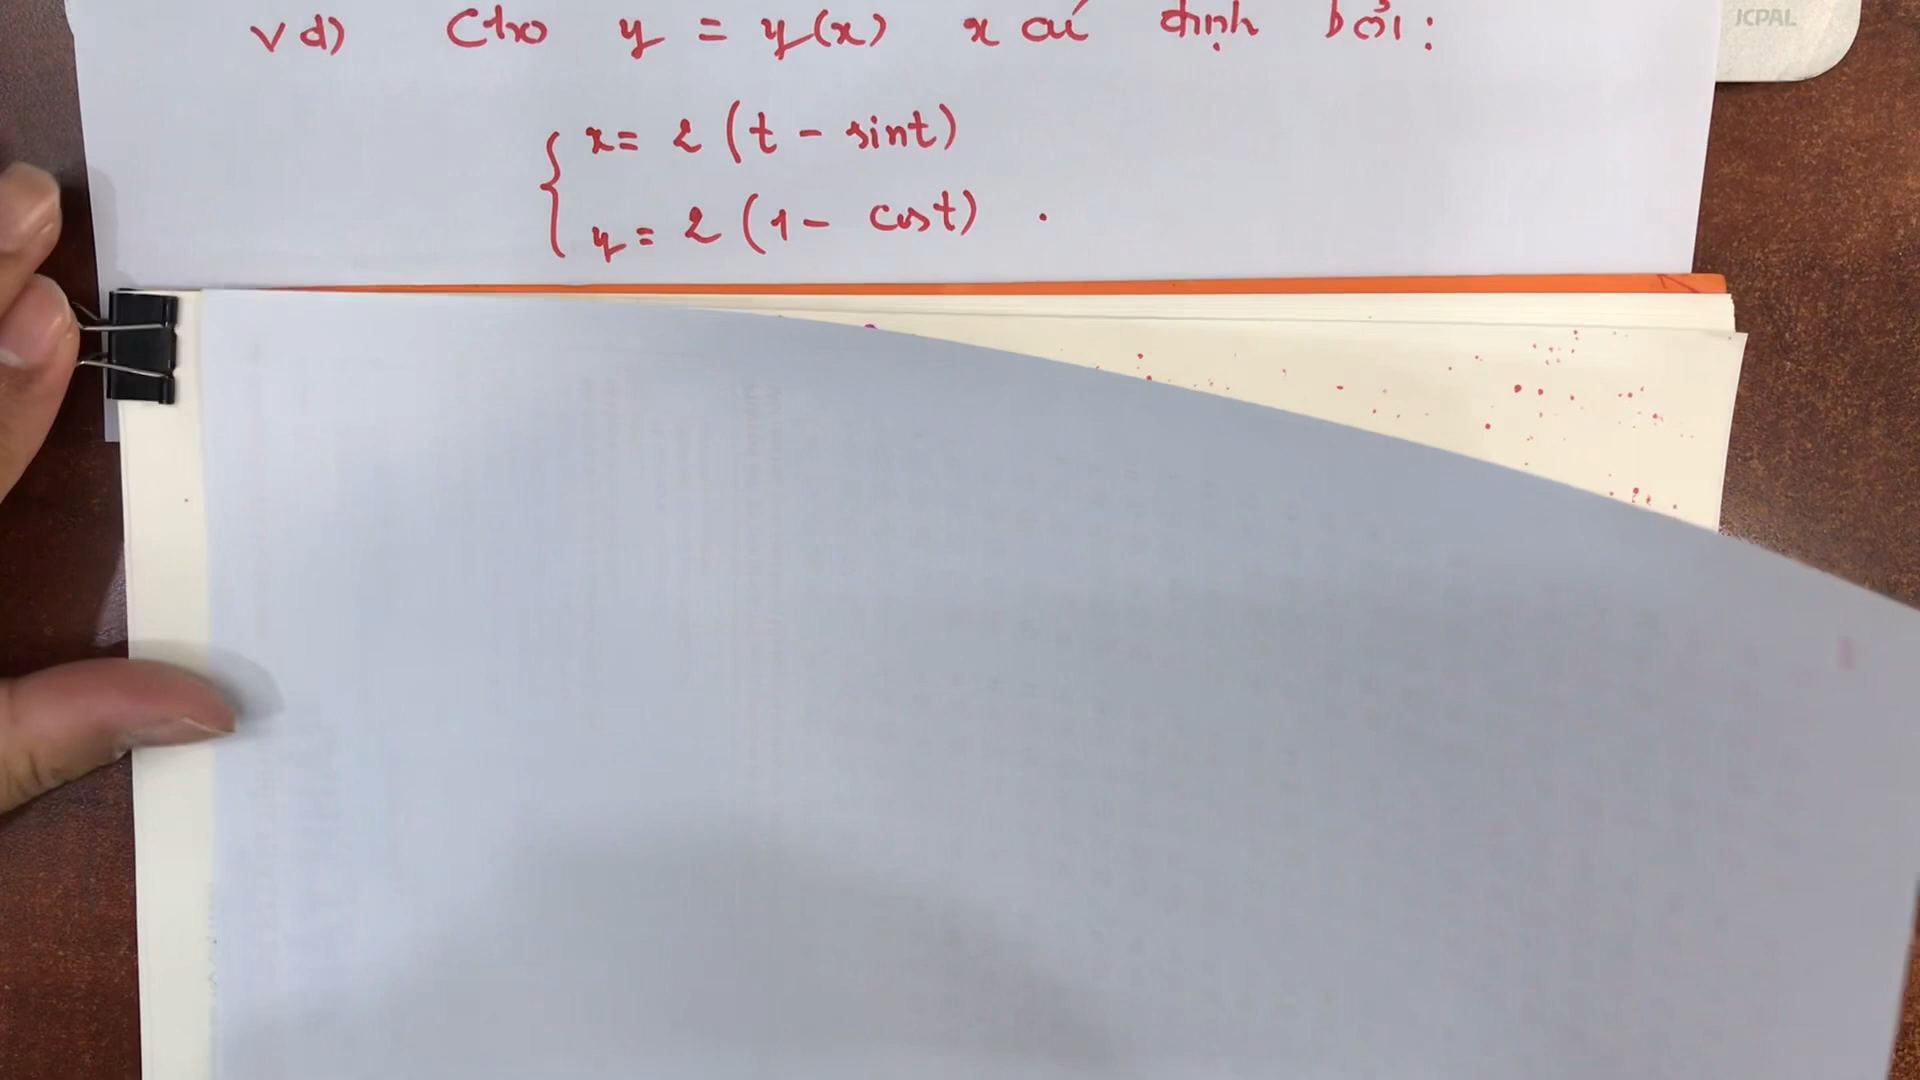 JCPAL
Vd) Cho y = y(x) xác định bởi:
{ x = 2 (t - sint)
y = 2 (1 - cost) .